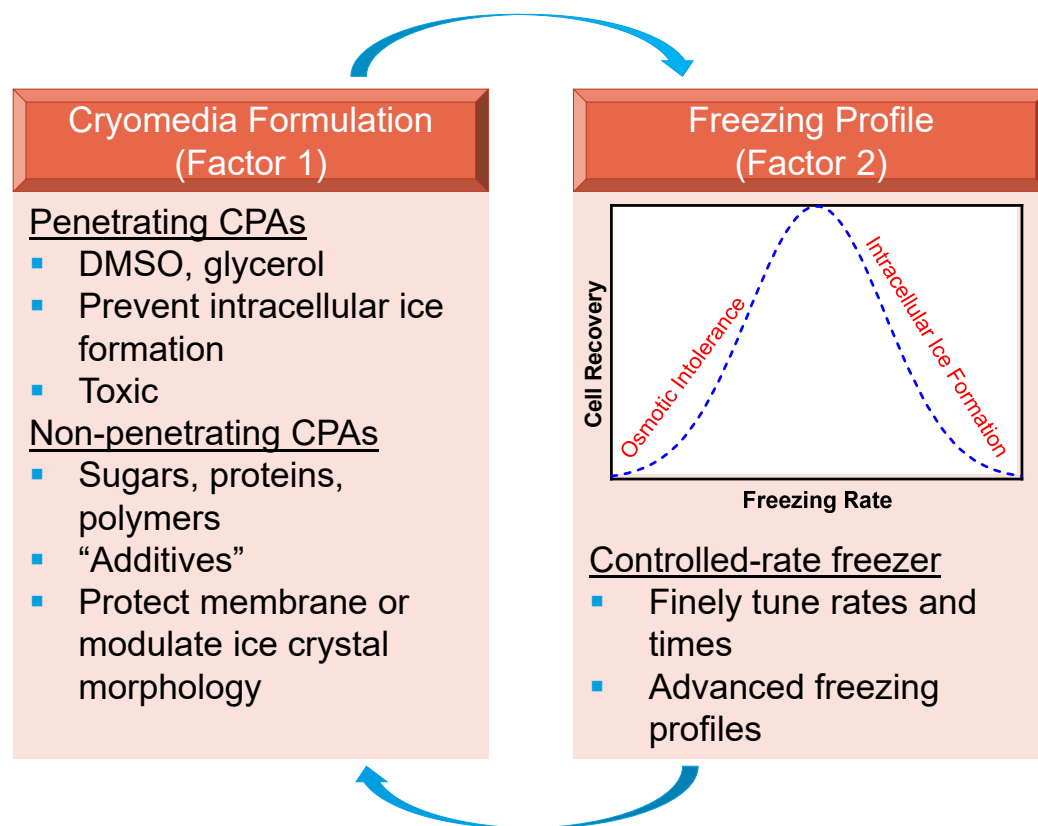 Cryomedia Formulation
(Factor 1)
Penetrating CPAs
▪ DMSO, glycerol
▪ Prevent intracellular ice
formation
▪ Toxic
Non-penetrating CPAs
▪ Sugars, proteins,
polymers
▪ “Additives”
▪ Protect membrane or
modulate ice crystal
morphology
Freezing Profile
(Factor 2)
Cell Recovery
Osmotic Intolerance
Intracellular Ice Formation
Freezing Rate
Controlled-rate freezer
▪ Finely tune rates and
times
▪ Advanced freezing
profiles